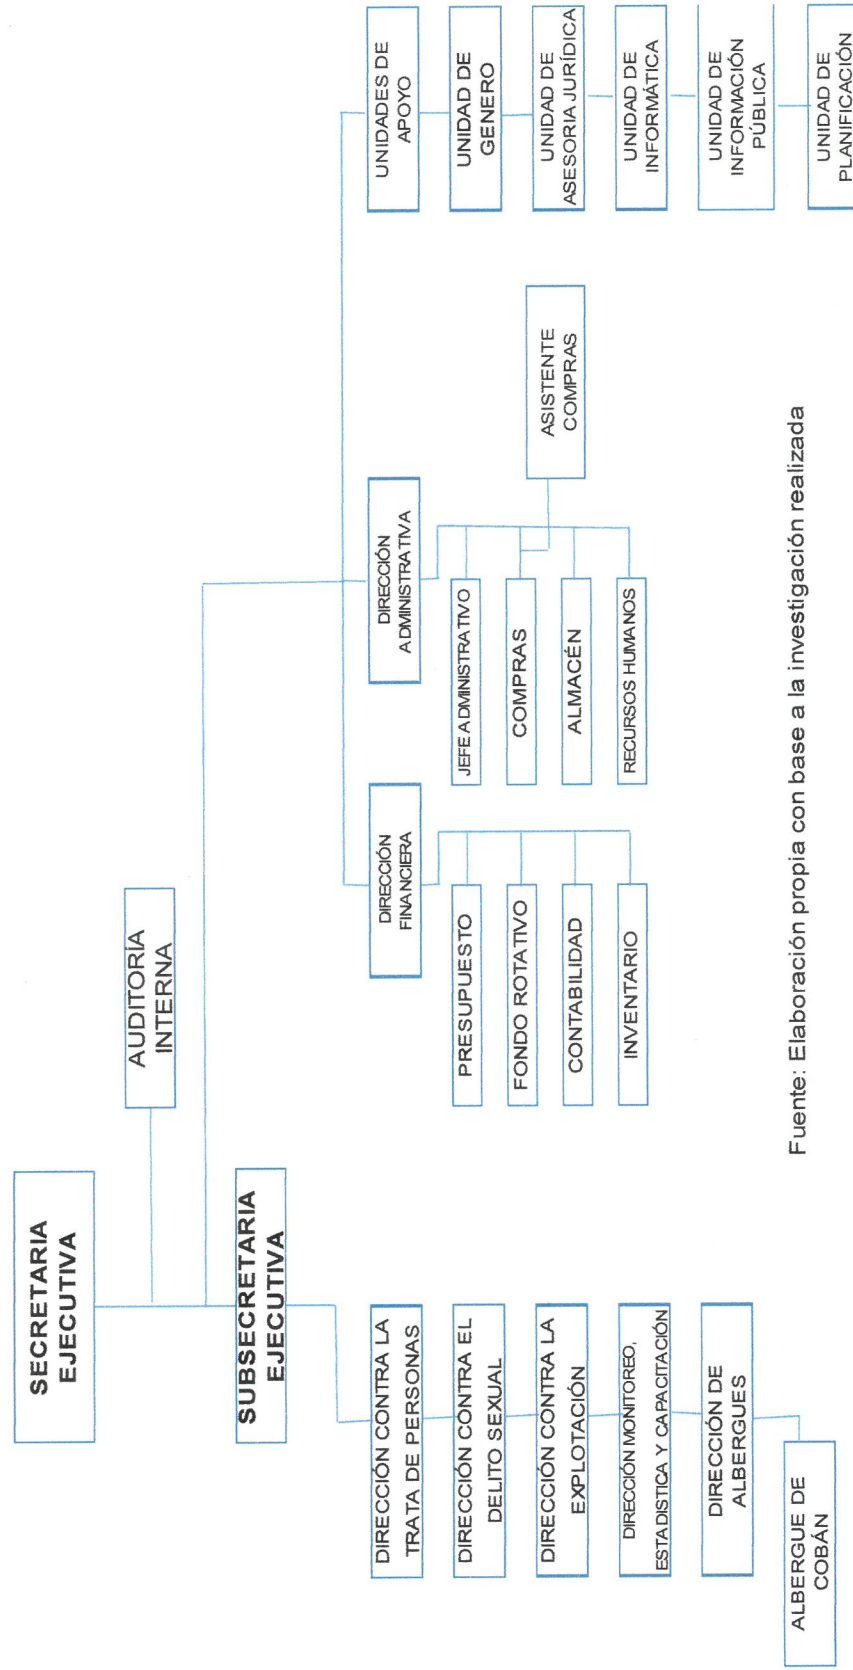 SECRETARIA
EJECUTIVA
AUDITORÍA
INTERNA
SUBSECRETARIA
EJECUTIVA
DIRECCIÓN CONTRA LA
TRATA DE PERSONAS
DIRECCIÓN CONTRA EL
DELITO SEXUAL
DIRECCIÓN CONTRA LA
EXPLOTACIÓN
DIRECCIÓN MONITOREO,
ESTADISTICA Y CAPACITACIÓN
DIRECCIÓN DE
ALBERGUES
ALBERGUE DE
COBÁN
DIRECCIÓN
FINANCIERA
PRESUPUESTO
FONDO ROTATIVO
CONTABILIDAD
INVENTARIO
DIRECCIÓN
ADMINISTRATIVA
JEFE ADMINISTRATIVO
COMPRAS
ALMACÉN
RECURSOS HUMANOS
ASISTENTE
COMPRAS
UNIDADES DE
APOYO
UNIDAD DE
GENERO
UNIDAD DE
ASESORIA JURÍDICA
UNIDAD DE
INFORMÁTICA
UNIDAD DE
INFORMACIÓN
PÚBLICA
UNIDAD DE
PLANIFICACIÓN
Fuente: Elaboración propia con base a la investigación realizada